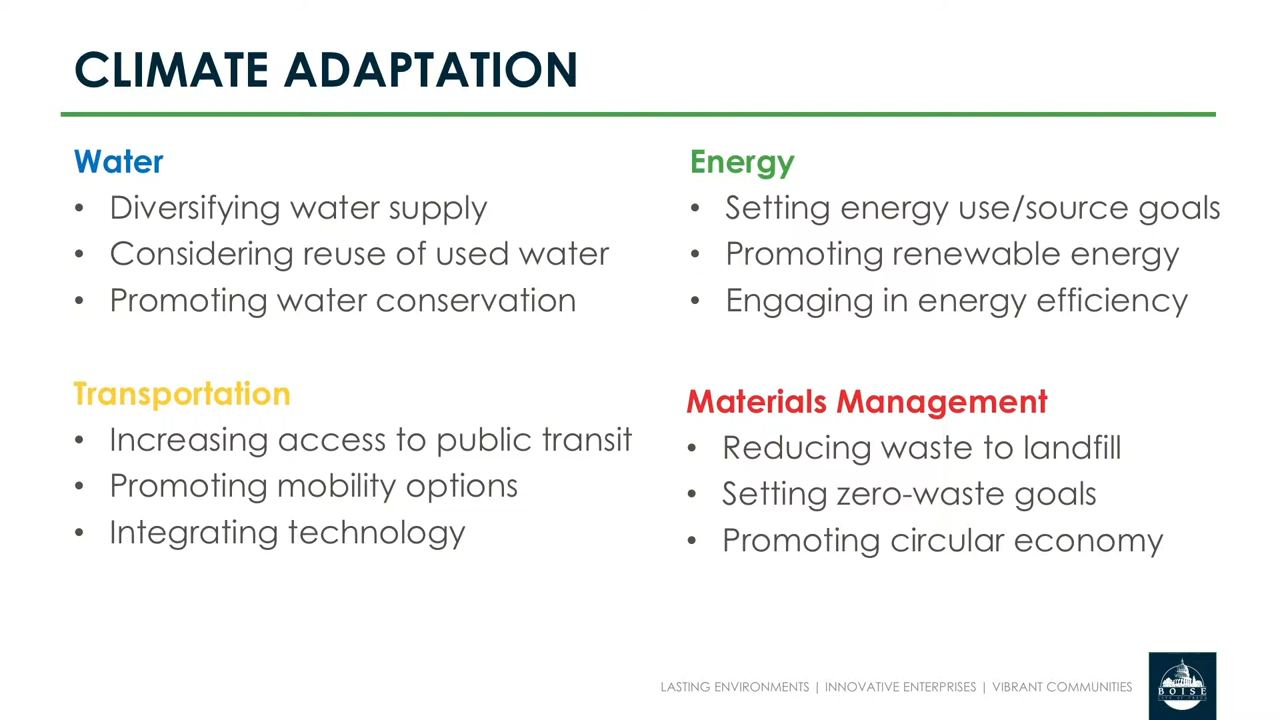 CLIMATE ADAPTATION
Water
• Diversifying water supply
• Considering reuse of used water
• Promoting water conservation
Transportation
• Increasing access to public transit
• Promoting mobility options
• Integrating technology
Energy
• Setting energy use/source goals
• Promoting renewable energy
• Engaging in energy efficiency
Materials Management
• Reducing waste to landfill
• Setting zero-waste goals
• Promoting circular economy
LASTING ENVIRONMENTS | INNOVATIVE ENTERPRISES | VIBRANT COMMUNITIES
BOISE